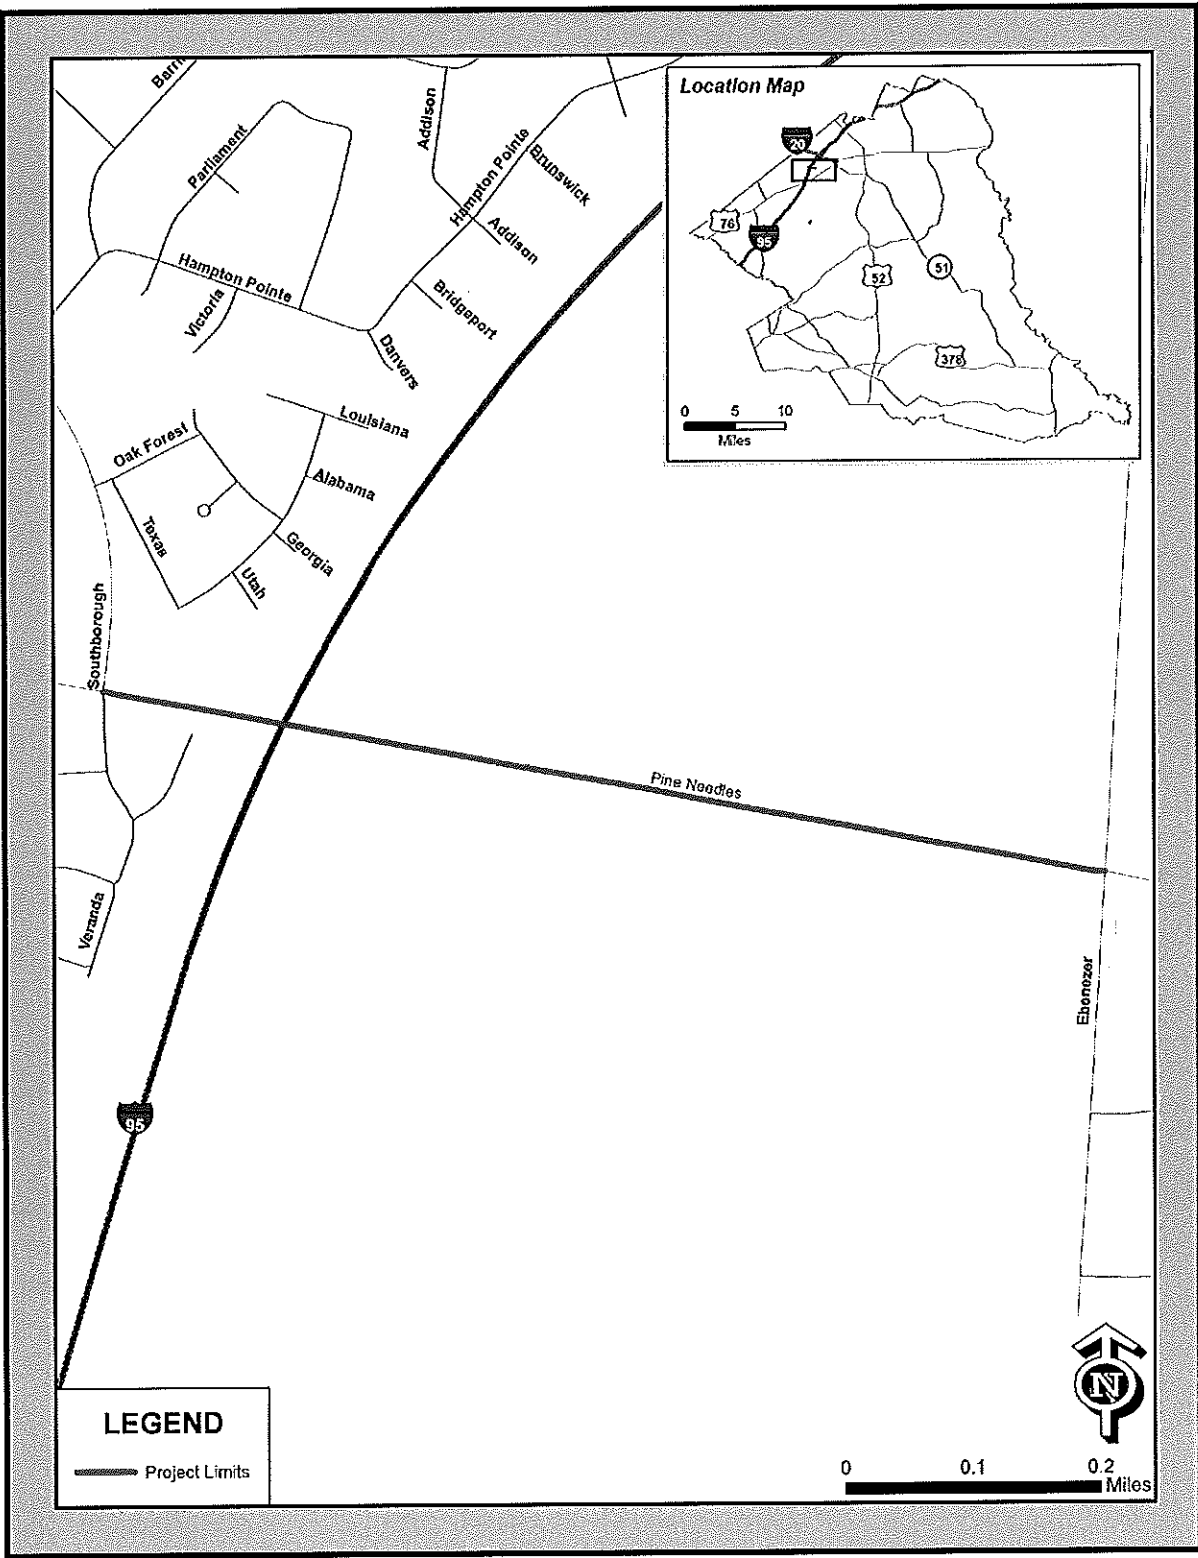 Addison
Hampton Pointe
Brunswick
Addison
Parliament
Hampton Pointe
Victoria
Bridgeport
Danvers
Louisiana
Oak Forest
Alabama
Texas
Georgia
Utah
Southborough
Pine Needles
Veranda
Ebenezer
95
Location Map
20
76
95
52
51
378
0 5 10
Miles
N
LEGEND
Project Limits
0 0.1 0.2
Miles